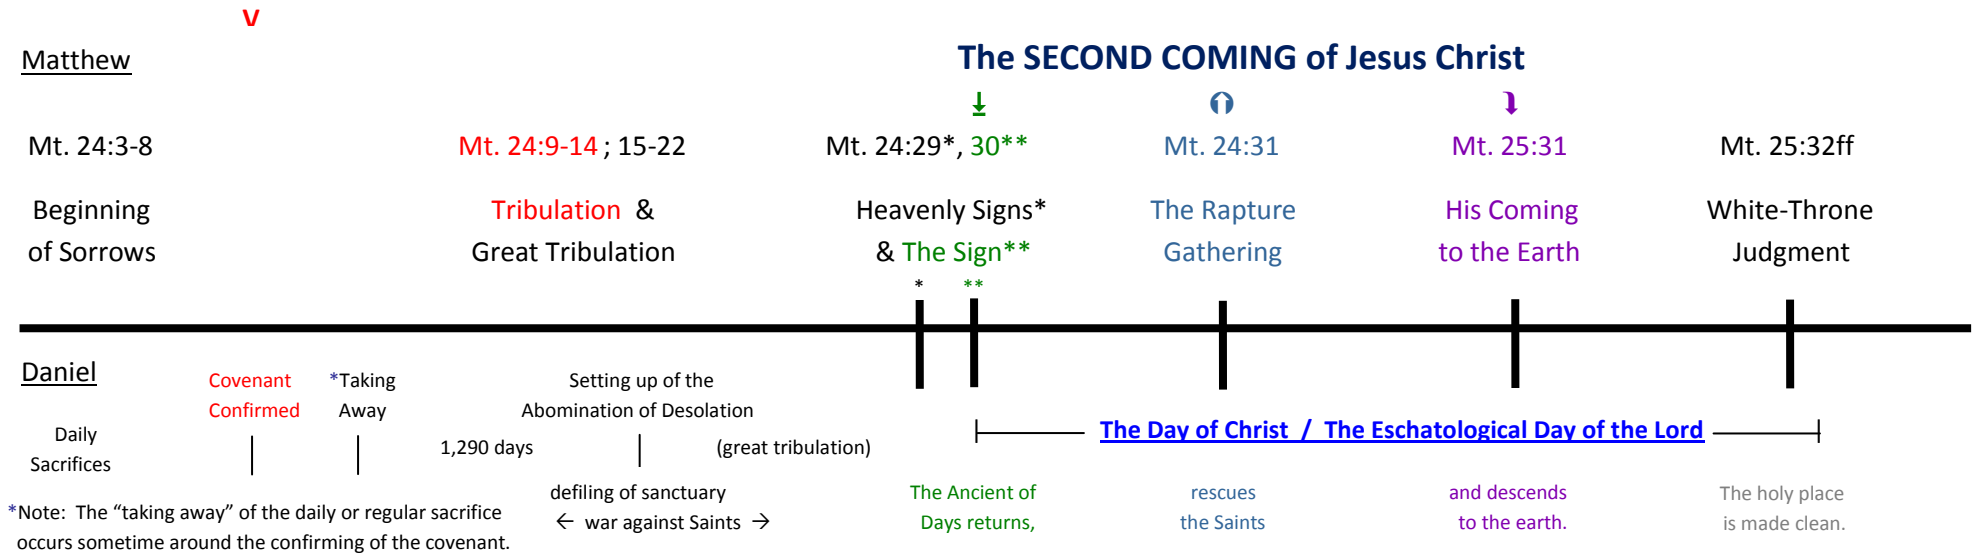 V
Matthew
The SECOND COMING of Jesus Christ
Mt. 24:3-8
Mt. 24:9-14 ; 15-22
Mt. 24:29*, 30**
Mt. 24:31
Mt. 25:31
Mt. 25:32ff
Beginning
of Sorrows
Tribulation &
Great Tribulation
Heavenly Signs*
& The Sign**
The Rapture
Gathering
His Coming
to the Earth
White-Throne
Judgment
* **
Daniel
Daily
Sacrifices
Covenant
Confirmed
*Taking
Away
1,290 days
Setting up of the
Abomination of Desolation
(great tribulation)
The Day of Christ / The Eschatological Day of the Lord
*Note: The “taking away” of the daily or regular sacrifice
occurs sometime around the confirming of the covenant.
defiling of sanctuary
← war against Saints →
The Ancient of
Days returns,
rescues
the Saints
and descends
to the earth.
The holy place
is made clean.